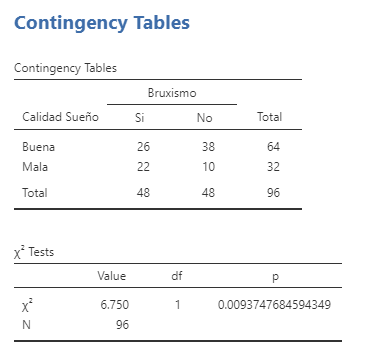 Contingency Tables
Contingency Tables
Bruxismo
Calidad Sueño Si No Total
Buena 26 38 64
Mala 22 10 32
Total 48 48 96
χ² Tests
Value df p
χ² 6.750 1 0.0093747684594349
N 96